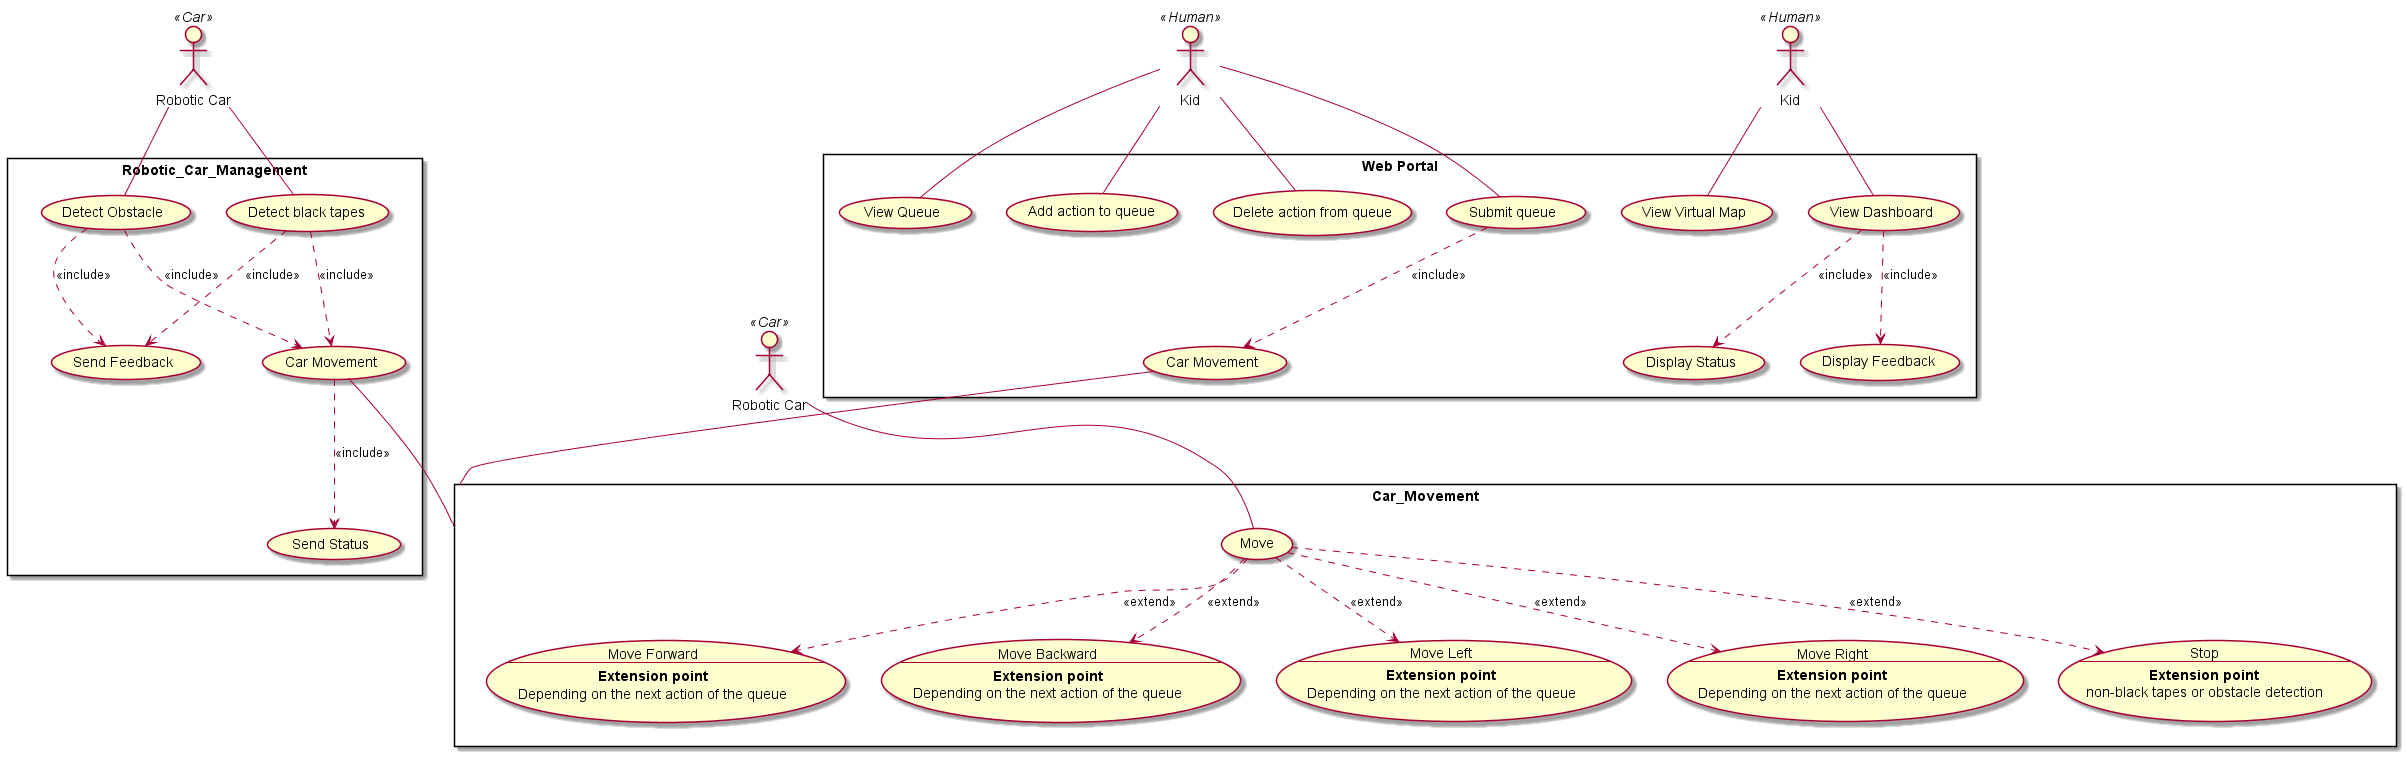 «Car»
Robotic Car
«Human»
Kid
«Human»
Kid
Robotic_Car_Management
Detect Obstacle
Detect black tapes
«include»
«include»
«include»
«include»
Send Feedback
Car Movement
«include»
Send Status
Web Portal
View Queue
Add action to queue
Delete action from queue
Submit queue
View Virtual Map
View Dashboard
«include»
«include»
«include»
Car Movement
Display Status
Display Feedback
«Car»
Robotic Car
Car_Movement
Move
«extend»
«extend»
«extend»
«extend»
«extend»
Move Forward
Extension point
Depending on the next action of the queue
Move Backward
Extension point
Depending on the next action of the queue
Move Left
Extension point
Depending on the next action of the queue
Move Right
Extension point
Depending on the next action of the queue
Stop
Extension point
non-black tapes or obstacle detection